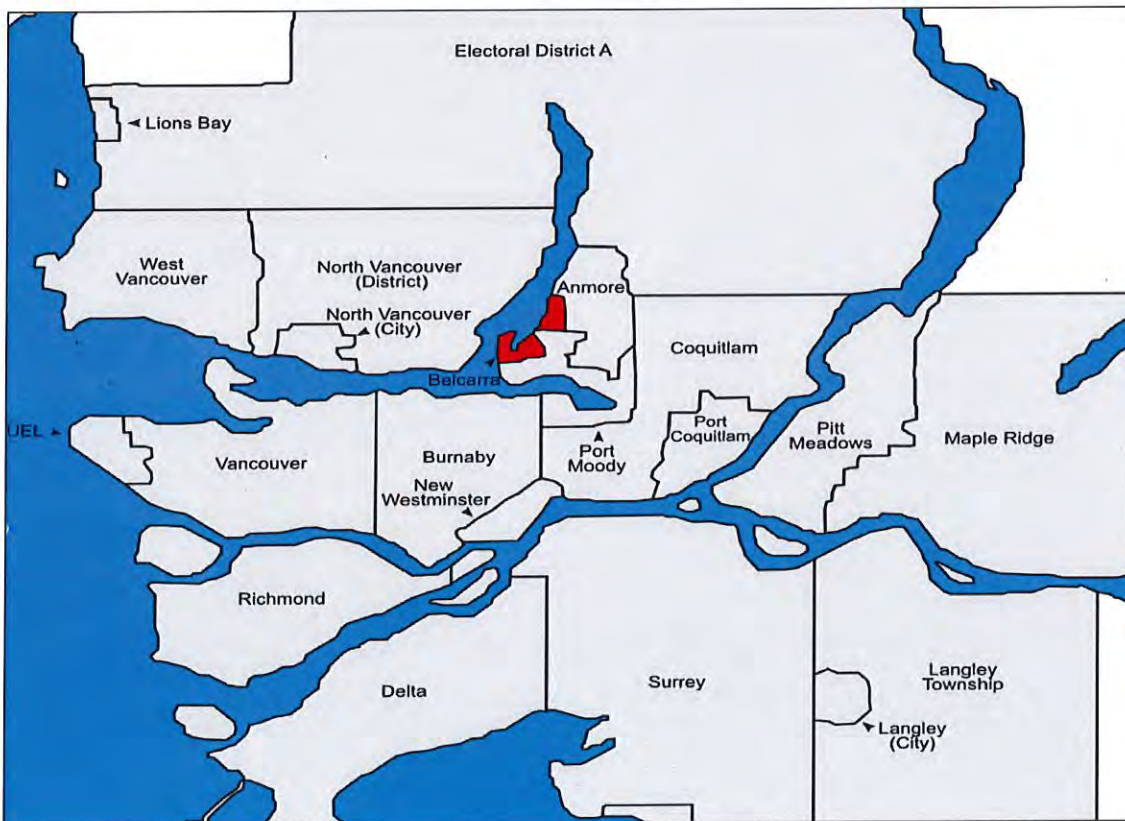 Electoral District A
Lions Bay
West
Vancouver
North Vancouver
(District)
North Vancouver
(City)
Anmore
Belcarra
Coquitlam
Port
Coquitlam
Pitt
Meadows
Maple Ridge
UEL
Vancouver
Burnaby
Port
Moody
New
Westminster
Richmond
Delta
Surrey
Langley
Township
Langley
(City)